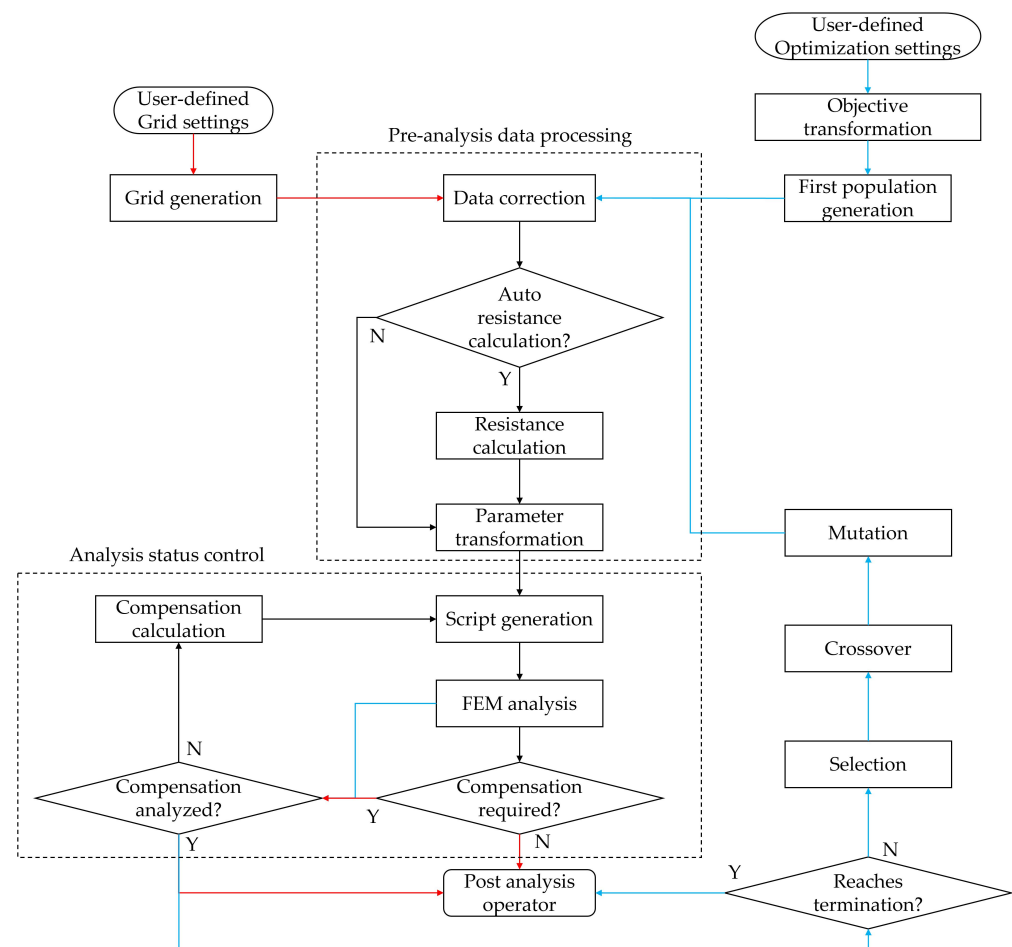 User-defined
Optimization settings
Objective
transformation
First population
generation
User-defined
Grid settings
Grid generation
Pre-analysis data processing
Data correction
Auto
resistance
calculation?
N
Y
Resistance
calculation
Parameter
transformation
Analysis status control
Compensation
calculation
Script generation
FEM analysis
N
Compensation
analyzed?
Y
Y
Compensation
required?
N
Post analysis
operator
Mutation
Crossover
Selection
N
Y
Reaches
termination?